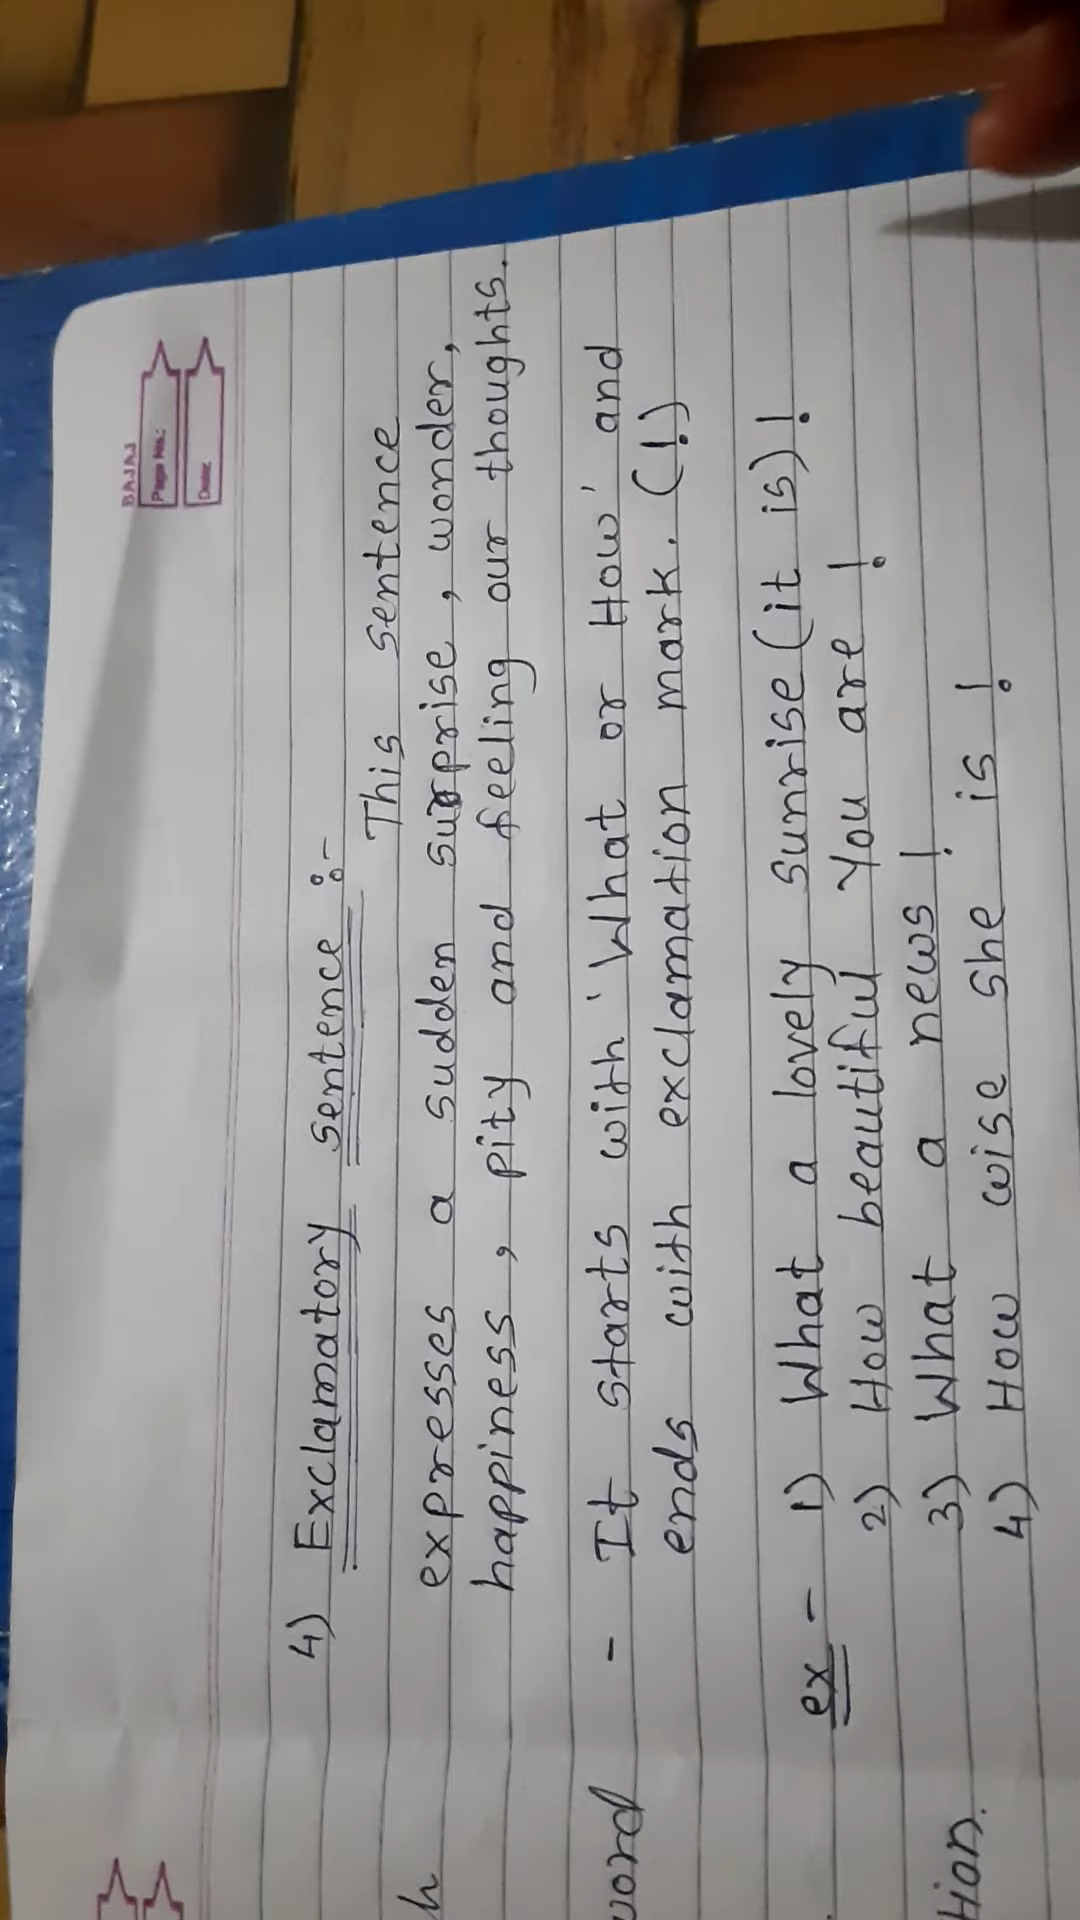 BAJAJ
Page No.:
Date:
4) Exclamatory sentence :-
This sentence
expresses a sudden surprise, wonder,
happiness, pity and feeling our thoughts.
- It starts with 'What or How' and
ends with exclamation mark. (!)
ex - 1) What a lovely sunrise (it is)!
2) How beautiful You are !
3) What a news !
4) How wise she is !
h
word
tion.